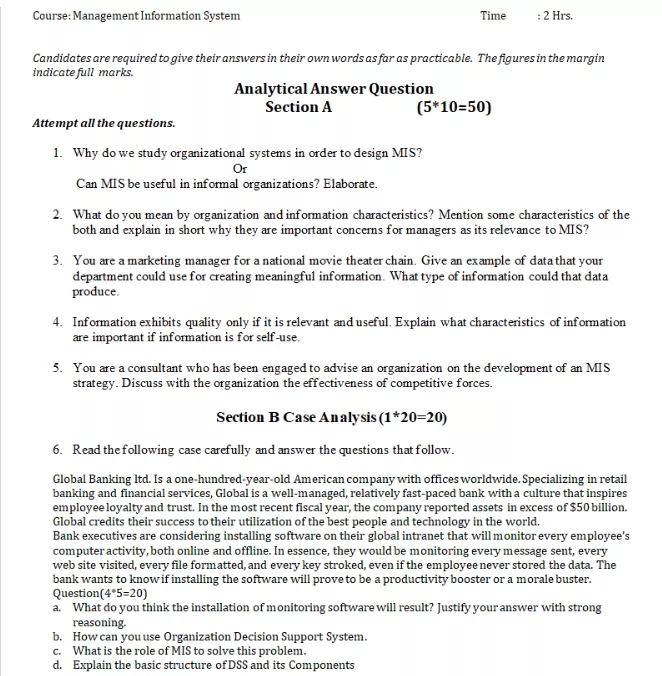 Course: Management Information System Time : 2 Hrs.
Candidates are required to give their answers in their own words as far as practicable. The figures in the margin
indicate full marks.
Analytical Answer Question
Section A (5*10=50)
Attempt all the questions.
1. Why do we study organizational systems in order to design MIS?
Or
Can MIS be useful in informal organizations? Elaborate.
2. What do you mean by organization and information characteristics? Mention some characteristics of the
both and explain in short why they are important concerns for managers as its relevance to MIS?
3. You are a marketing manager for a national movie theater chain. Give an example of data that your
department could use for creating meaningful information. What type of information could that data
produce.
4. Information exhibits quality only if it is relevant and useful. Explain what characteristics of information
are important if information is for self-use.
5. You are a consultant who has been engaged to advise an organization on the development of an MIS
strategy. Discuss with the organization the effectiveness of competitive forces.
Section B Case Analysis (1*20=20)
6. Read the following case carefully and answer the questions that follow.
Global Banking ltd. Is a one-hundred-year-old American company with offices worldwide. Specializing in retail
banking and financial services, Global is a well-managed, relatively fast-paced bank with a culture that inspires
employee loyalty and trust. In the most recent fiscal year, the company reported assets in excess of $50 billion.
Global credits their success to their utilization of the best people and technology in the world.
Bank executives are considering installing software on their global intranet that will monitor every employee's
computer activity, both online and offline. In essence, they would be monitoring every message sent, every
web site visited, every file formatted, and every key stroked, even if the employee never stored the data. The
bank wants to know if installing the software will prove to be a productivity booster or a morale buster.
Question(4*5=20)
a. What do you think the installation of monitoring software will result? Justify your answer with strong
reasoning.
b. How can you use Organization Decision Support System.
c. What is the role of MIS to solve this problem.
d. Explain the basic structure of DSS and its Components